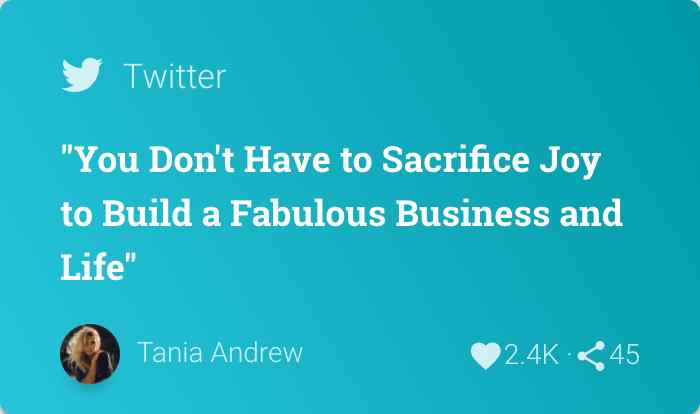 Twitter
"You Don't Have to Sacrifice Joy
to Build a Fabulous Business and
Life"
Tania Andrew 2.4K · 45